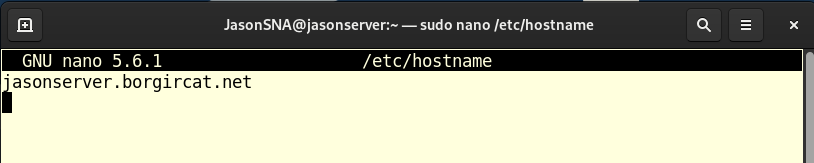 JasonSNA@jasonserver:~ — sudo nano /etc/hostname
GNU nano 5.6.1 /etc/hostname
jasonserver.borgircat.net